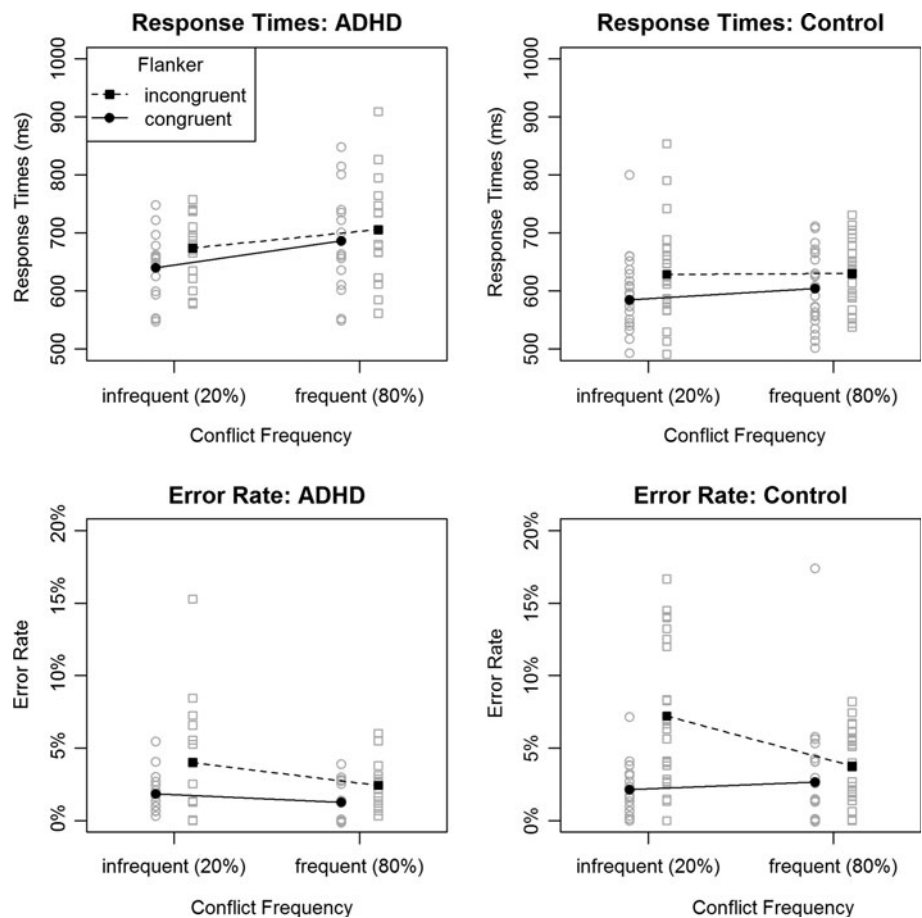 Response Times: ADHD
Response Times (ms)
1000
900
800
700
600
500
Flanker
incongruent
congruent
infrequent (20%)
frequent (80%)
Conflict Frequency
Response Times: Control
Response Times (ms)
1000
900
800
700
600
500
infrequent (20%)
frequent (80%)
Conflict Frequency
Error Rate: ADHD
Error Rate
20%
15%
10%
5%
0%
infrequent (20%)
frequent (80%)
Conflict Frequency
Error Rate: Control
Error Rate
20%
15%
10%
5%
0%
infrequent (20%)
frequent (80%)
Conflict Frequency